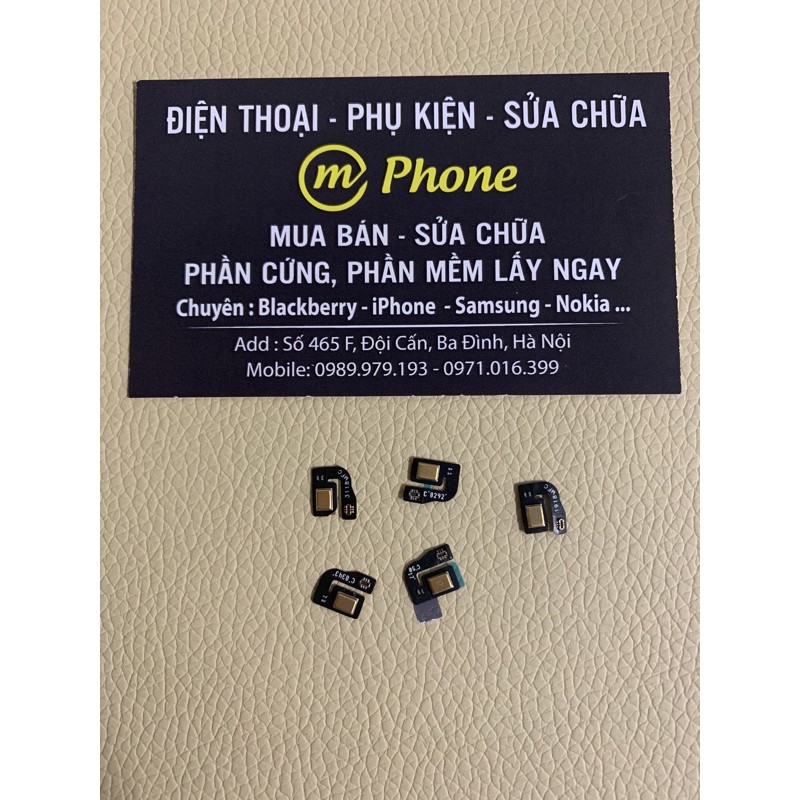 ĐIỆN THOẠI - PHỤ KIỆN - SỬA CHỮA
m Phone
MUA BÁN - SỬA CHỮA
PHẦN CỨNG, PHẦN MỀM LẤY NGAY
Chuyên : Blackberry - iPhone - Samsung - Nokia ...
Add : Số 465 F, Đội Cấn, Ba Đình, Hà Nội
Mobile: 0989.979.193 - 0971.016.399
C'8292'